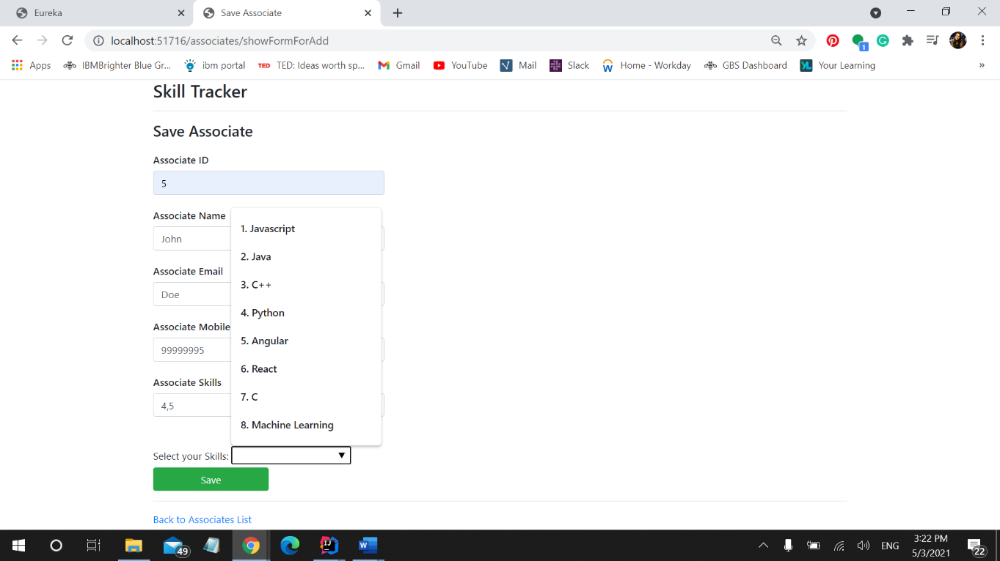 Eureka
Save Associate
localhost:51716/associates/showFormForAdd
1
Apps
IBMBrighter Blue Gr...
ibm portal
TED TED: Ideas worth sp...
Gmail
YouTube
Mail
Slack
Home - Workday
GBS Dashboard
YL Your Learning
»
Skill Tracker
Save Associate
Associate ID
5
Associate Name
John
Associate Email
Doe
Associate Mobile
99999995
Associate Skills
4,5
1. Javascript
2. Java
3. C++
4. Python
5. Angular
6. React
7. C
8. Machine Learning
Select your Skills:
Save
Back to Associates List
49
ENG
3:22 PM
5/3/2021
22